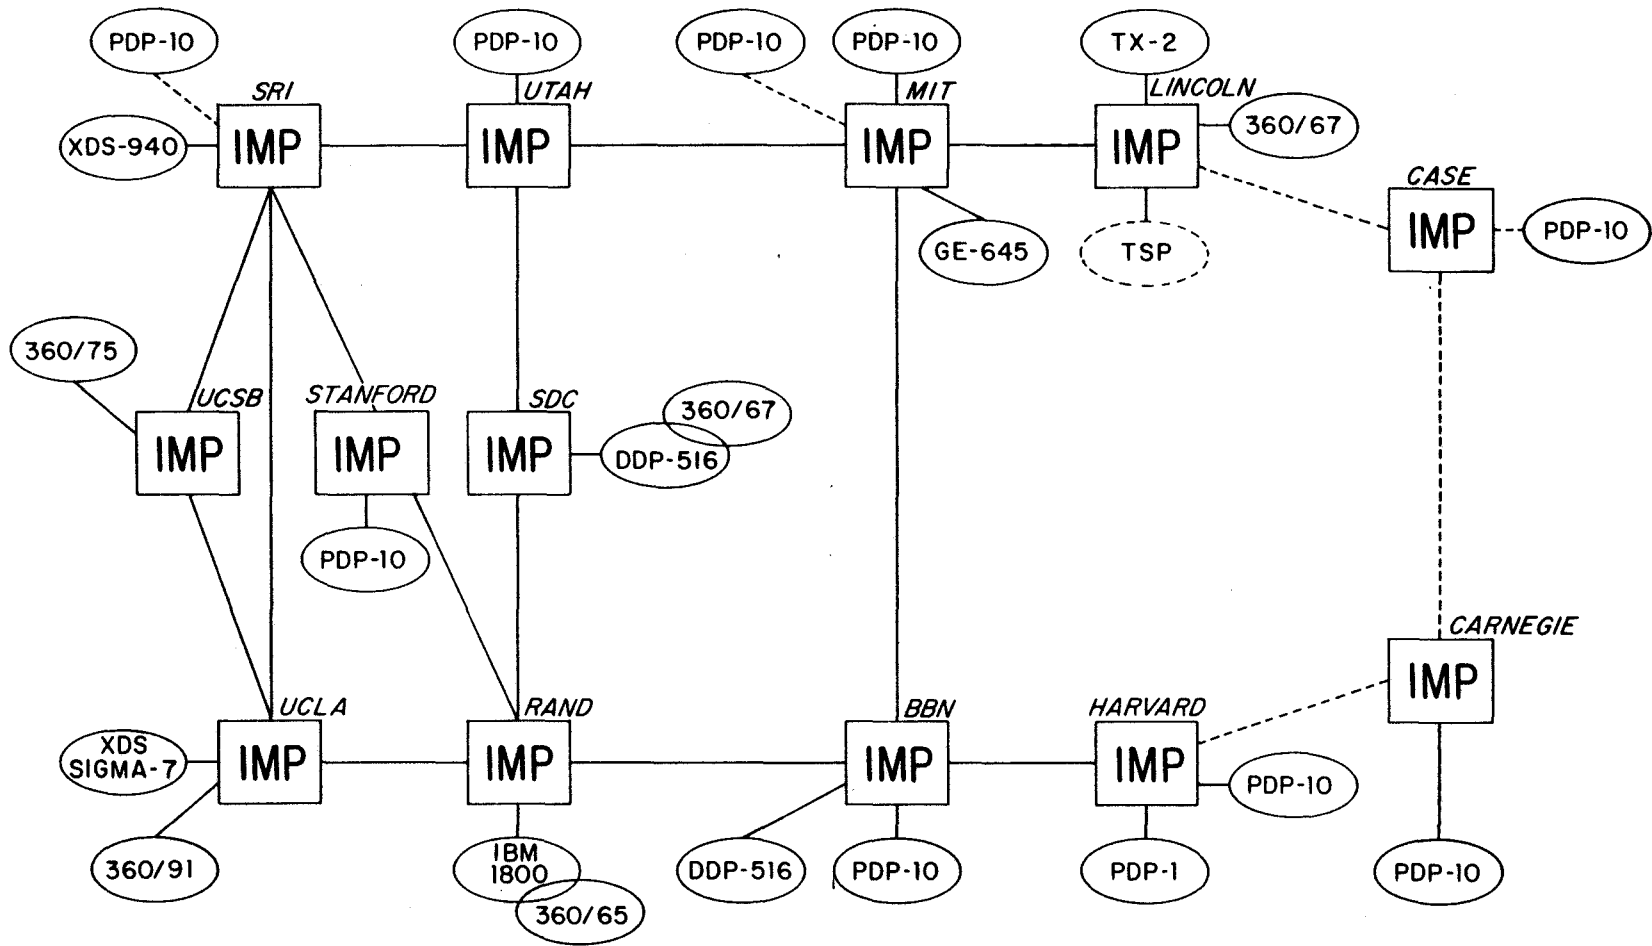 PDP-10
PDP-10
PDP-10
PDP-10
TX-2
SRI
UTAH
MIT
LINCOLN
XDS-940
IMP
IMP
IMP
IMP
360/67
CASE
IMP
PDP-10
GE-645
TSP
360/75
UCSB
STANFORD
SDC
360/67
IMP
IMP
IMP
DDP-516
PDP-10
CARNEGIE
IMP
UCLA
RAND
BBN
HARVARD
XDS
SIGMA-7
IMP
IMP
IMP
IMP
PDP-10
360/91
IBM
1800
DDP-516
PDP-10
PDP-1
PDP-10
360/65